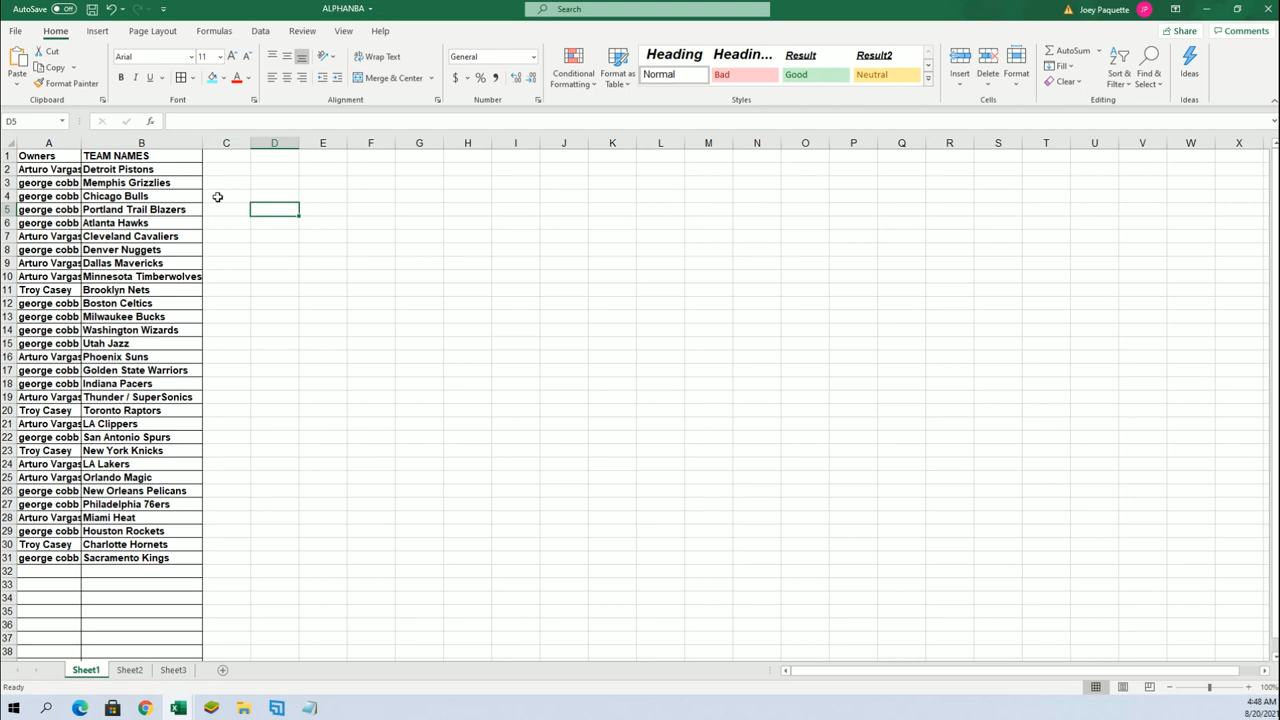 AutoSave Off ALPHANBA Search Joey Paquette JP
File Home Insert Page Layout Formulas Data Review View Help Share Comments
Paste Cut Copy Format Painter Clipboard
Arial 11 A A B I U A Font
Wrap Text Merge & Center Alignment
General $ % Number
Conditional Formatting Format as Table Heading Headin... Result Result2 Normal Bad Good Neutral Styles
Insert Delete Format Cells
AutoSum Fill Clear Sort & Filter Find & Select Editing
Ideas Ideas
D5 fx
A B C D E F G H I J K L M N O P Q R S T U V W X
1 Owners TEAM NAMES
2 Arturo Vargas Detroit Pistons
3 george cobb Memphis Grizzlies
4 george cobb Chicago Bulls
5 george cobb Portland Trail Blazers
6 george cobb Atlanta Hawks
7 Arturo Vargas Cleveland Cavaliers
8 george cobb Denver Nuggets
9 Arturo Vargas Dallas Mavericks
10 Arturo Vargas Minnesota Timberwolves
11 Troy Casey Brooklyn Nets
12 george cobb Boston Celtics
13 george cobb Milwaukee Bucks
14 george cobb Washington Wizards
15 george cobb Utah Jazz
16 Arturo Vargas Phoenix Suns
17 george cobb Golden State Warriors
18 george cobb Indiana Pacers
19 Arturo Vargas Thunder / SuperSonics
20 Troy Casey Toronto Raptors
21 Arturo Vargas LA Clippers
22 george cobb San Antonio Spurs
23 Troy Casey New York Knicks
24 Arturo Vargas LA Lakers
25 Arturo Vargas Orlando Magic
26 george cobb New Orleans Pelicans
27 george cobb Philadelphia 76ers
28 Arturo Vargas Miami Heat
29 george cobb Houston Rockets
30 Troy Casey Charlotte Hornets
31 george cobb Sacramento Kings
32
33
34
35
36
37
38
Sheet1 Sheet2 Sheet3
Ready 100%
4:48 AM